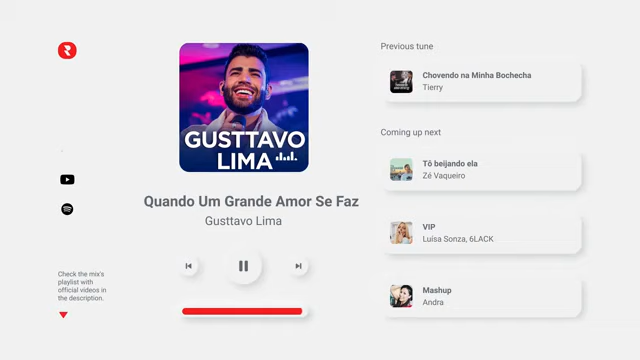 GUSTTAVO
LIMA
Quando Um Grande Amor Se Faz
Gusttavo Lima
Check the mix's
playlist with
official videos in
the description.
Previous tune
Chovendo na Minha Bochecha
Tierry
Coming up next
Tô beijando ela
Zé Vaqueiro
VIP
Luísa Sonza, 6LACK
Mashup
Andra